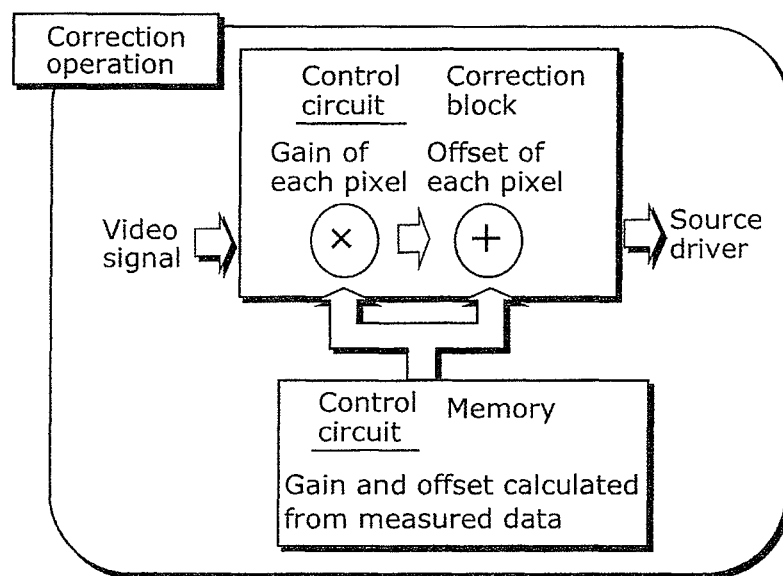 Correction
operation
Control
circuit
Correction
block
Gain of
each pixel
Offset of
each pixel
Video
signal
×
+
Source
driver
Control
circuit
Memory
Gain and offset calculated
from measured data